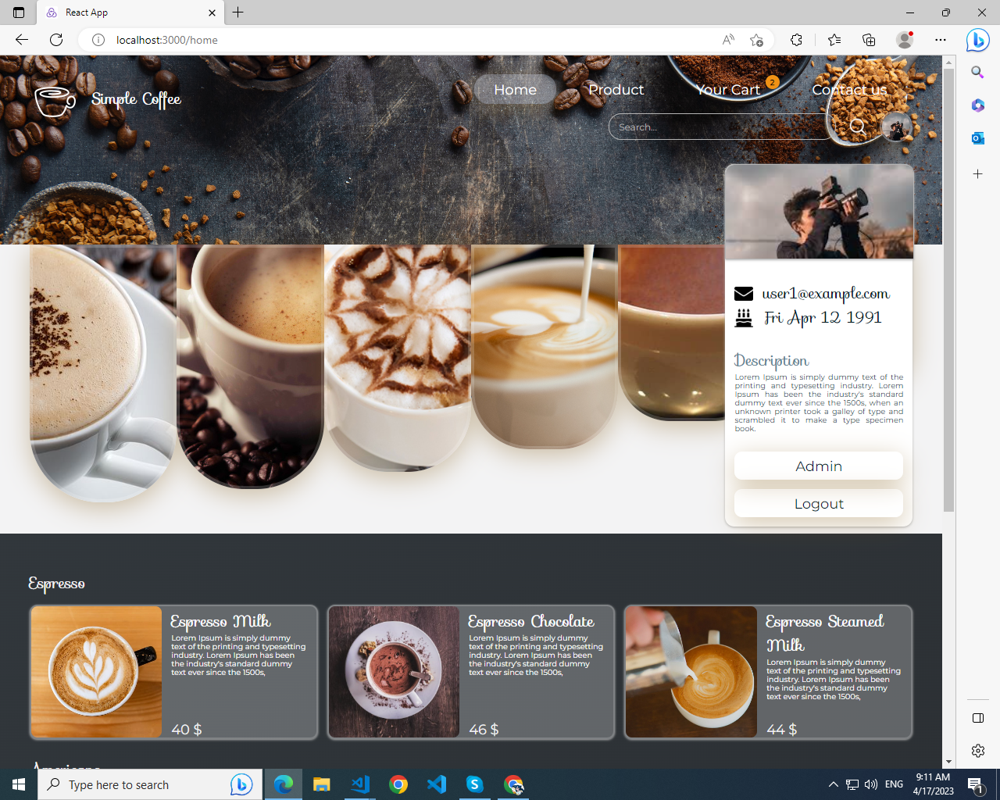 React App
localhost:3000/home
Simple Coffee
Home
Product
Your Cart
2
Contact us
Search...
user1@example.com
Fri Apr 12 1991
Description
Lorem Ipsum is simply dummy text of the
printing and typesetting industry. Lorem
Ipsum has been the industry's standard
dummy text ever since the 1500s, when an
unknown printer took a galley of type and
scrambled it to make a type specimen
book.
Admin
Logout
Espresso
Espresso Milk
Lorem Ipsum is simply dummy
text of the printing and typesetting
industry. Lorem Ipsum has been
the industry's standard dummy
text ever since the 1500s,
40 $
Espresso Chocolate
Lorem Ipsum is simply dummy
text of the printing and typesetting
industry. Lorem Ipsum has been
the industry's standard dummy
text ever since the 1500s,
46 $
Espresso Steamed
Milk
Lorem Ipsum is simply dummy
text of the printing and typesetting
industry. Lorem Ipsum has been
the industry's standard dummy
text ever since the 1500s,
44 $
Americano
Type here to search
ENG
9:11 AM
4/17/2023
1